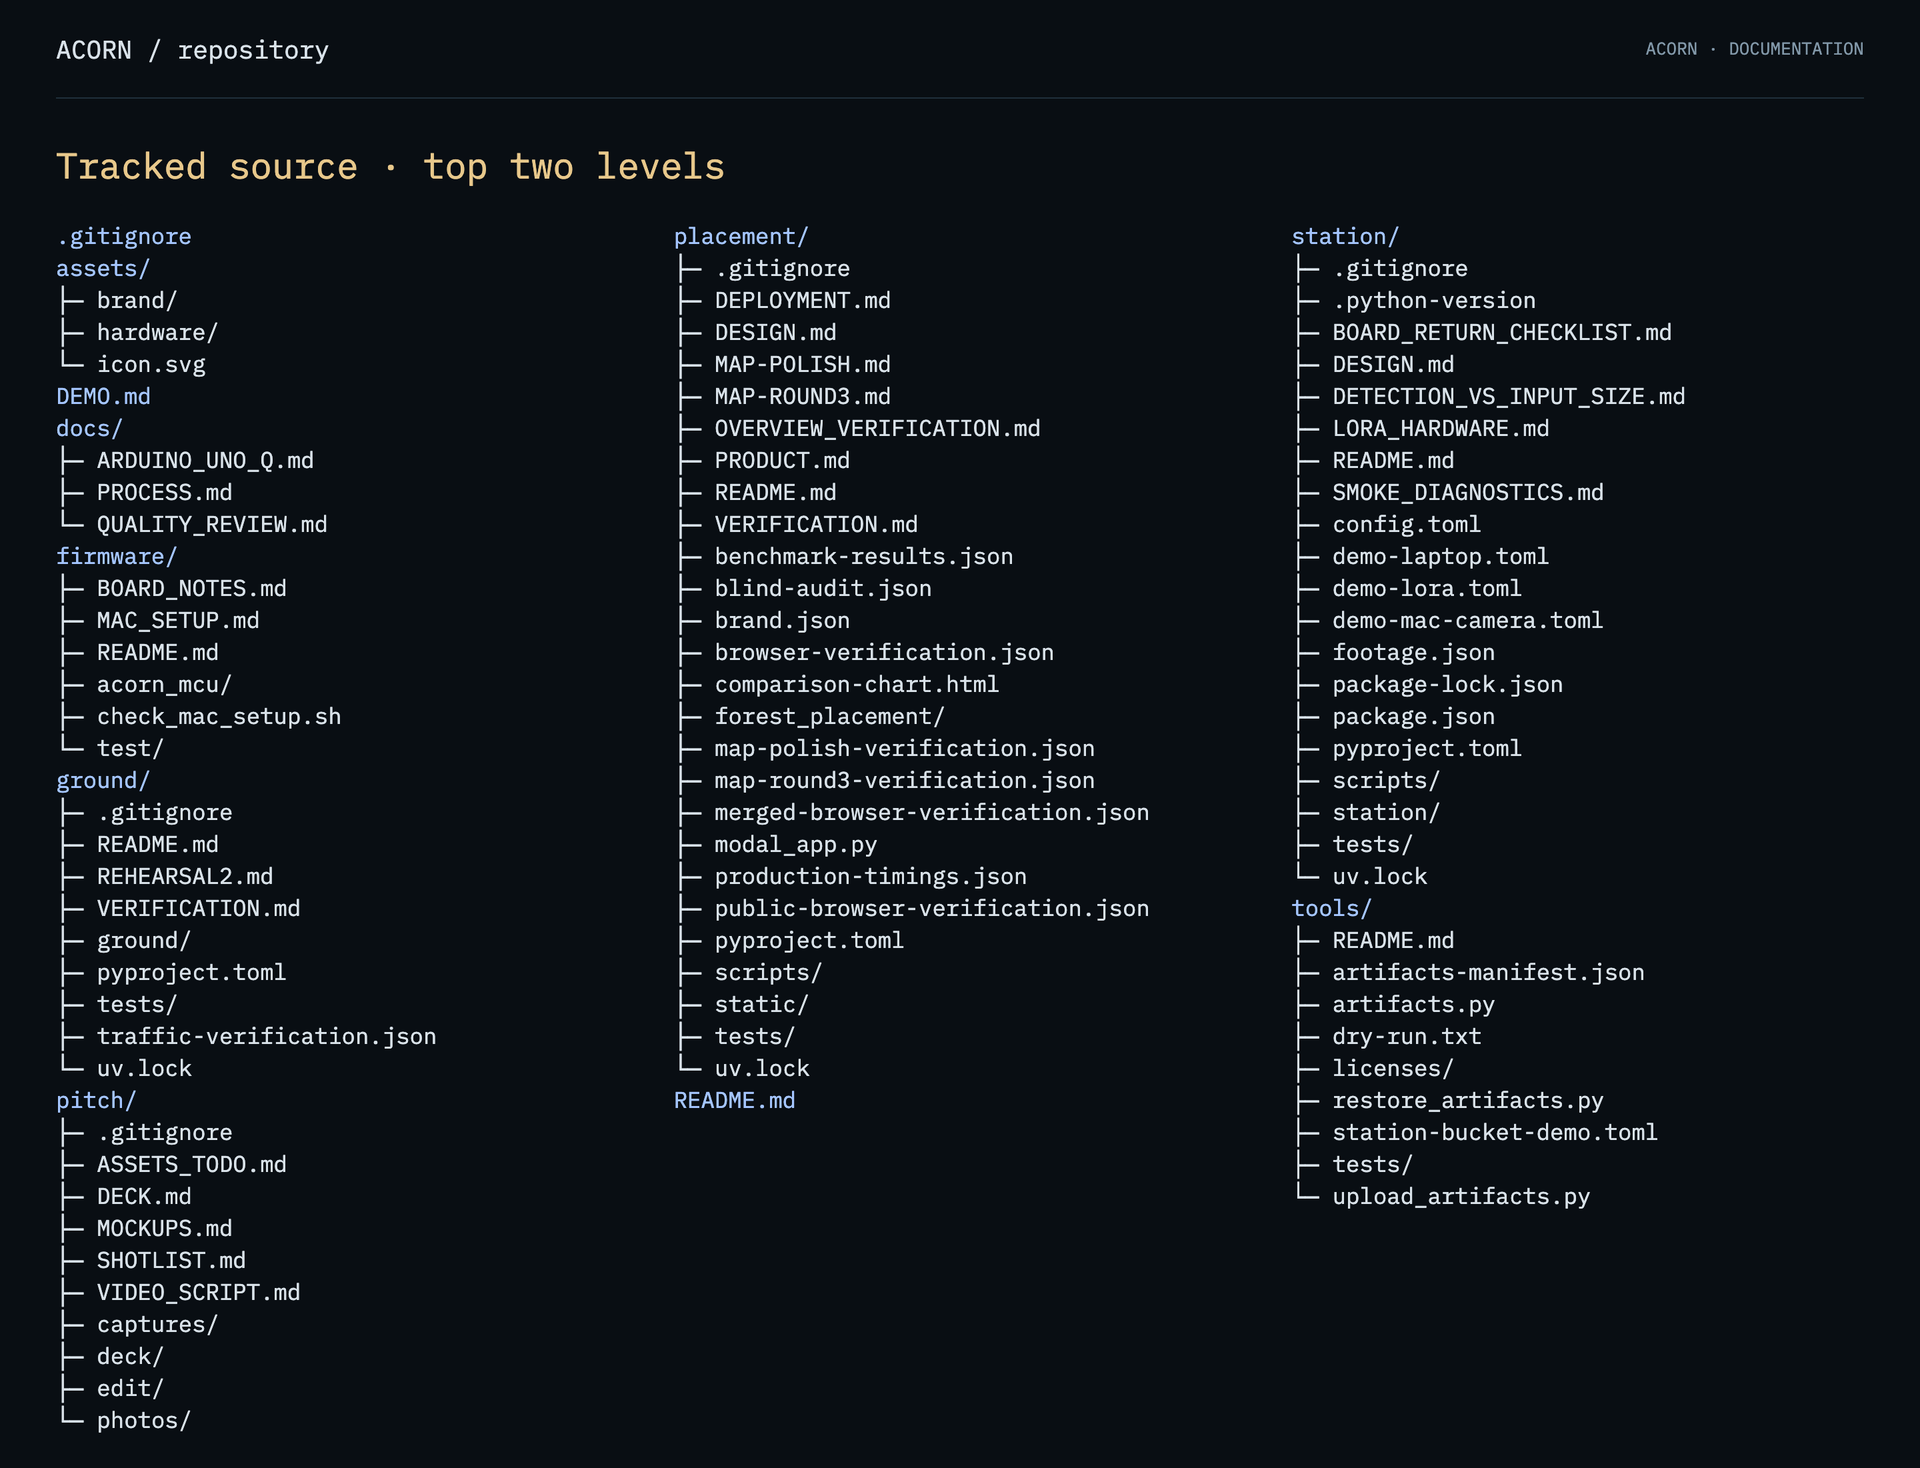 ACORN / repository
ACORN · DOCUMENTATION
Tracked source · top two levels
.gitignore
assets/
├─ brand/
├─ hardware/
└─ icon.svg
DEMO.md
docs/
├─ ARDUINO_UNO_Q.md
├─ PROCESS.md
└─ QUALITY_REVIEW.md
firmware/
├─ BOARD_NOTES.md
├─ MAC_SETUP.md
├─ README.md
├─ acorn_mcu/
├─ check_mac_setup.sh
└─ test/
ground/
├─ .gitignore
├─ README.md
├─ REHEARSAL2.md
├─ VERIFICATION.md
├─ ground/
├─ pyproject.toml
├─ tests/
├─ traffic-verification.json
└─ uv.lock
pitch/
├─ .gitignore
├─ ASSETS_TODO.md
├─ DECK.md
├─ MOCKUPS.md
├─ SHOTLIST.md
├─ VIDEO_SCRIPT.md
├─ captures/
├─ deck/
├─ edit/
└─ photos/
placement/
├─ .gitignore
├─ DEPLOYMENT.md
├─ DESIGN.md
├─ MAP-POLISH.md
├─ MAP-ROUND3.md
├─ OVERVIEW_VERIFICATION.md
├─ PRODUCT.md
├─ README.md
├─ VERIFICATION.md
├─ benchmark-results.json
├─ blind-audit.json
├─ brand.json
├─ browser-verification.json
├─ comparison-chart.html
├─ forest_placement/
├─ map-polish-verification.json
├─ map-round3-verification.json
├─ merged-browser-verification.json
├─ modal_app.py
├─ production-timings.json
├─ public-browser-verification.json
├─ pyproject.toml
├─ scripts/
├─ static/
├─ tests/
└─ uv.lock
README.md
station/
├─ .gitignore
├─ .python-version
├─ BOARD_RETURN_CHECKLIST.md
├─ DESIGN.md
├─ DETECTION_VS_INPUT_SIZE.md
├─ LORA_HARDWARE.md
├─ README.md
├─ SMOKE_DIAGNOSTICS.md
├─ config.toml
├─ demo-laptop.toml
├─ demo-lora.toml
├─ demo-mac-camera.toml
├─ footage.json
├─ package-lock.json
├─ package.json
├─ pyproject.toml
├─ scripts/
├─ station/
├─ tests/
└─ uv.lock
tools/
├─ README.md
├─ artifacts-manifest.json
├─ artifacts.py
├─ dry-run.txt
├─ licenses/
├─ restore_artifacts.py
├─ station-bucket-demo.toml
├─ tests/
└─ upload_artifacts.py